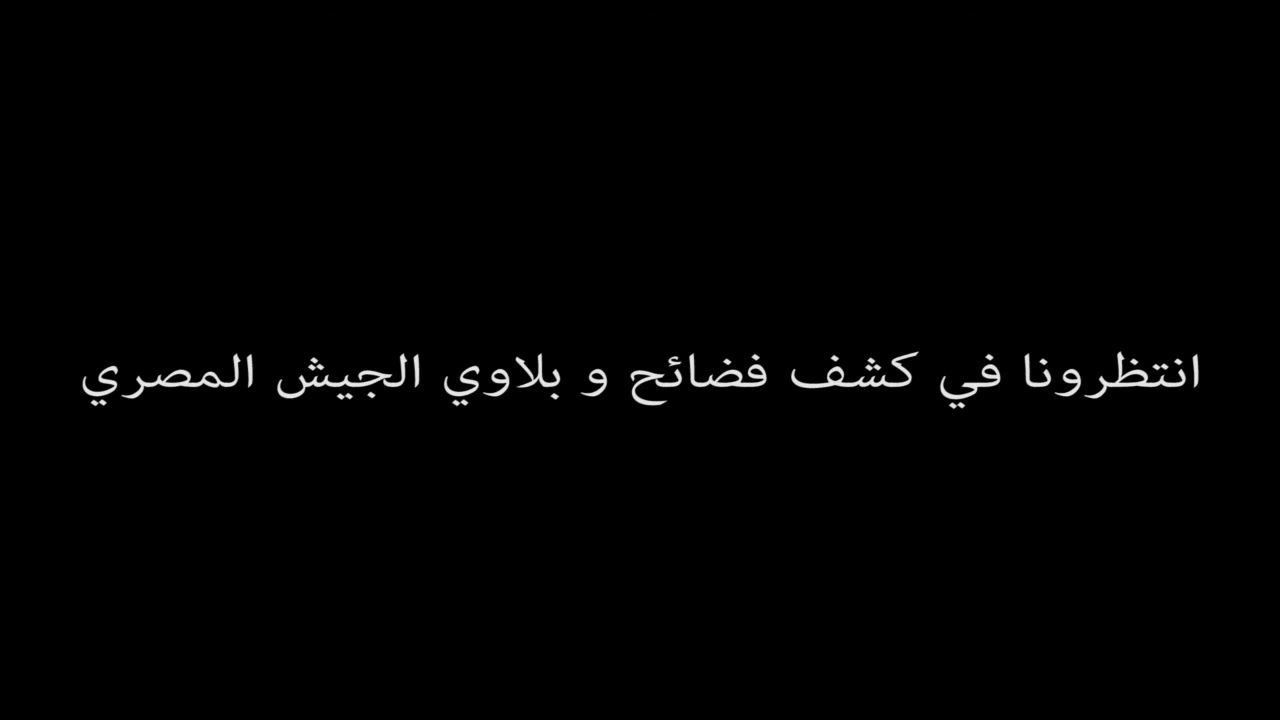 انتظرونا في كشف فضائح و بلاوي الجيش المصري